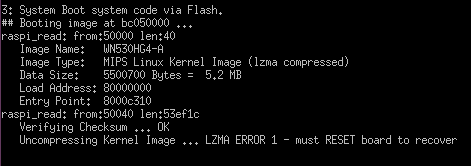 3: System Boot system code via Flash.
## Booting image at bc050000 ...
raspi_read: from:50000 len:40
Image Name: WN530HG4-A
Image Type: MIPS Linux Kernel Image (lzma compressed)
Data Size: 5500700 Bytes = 5.2 MB
Load Address: 80000000
Entry Point: 8000c310
raspi_read: from:50040 len:53ef1c
Verifying Checksum ... OK
Uncompressing Kernel Image ... LZMA ERROR 1 - must RESET board to recover